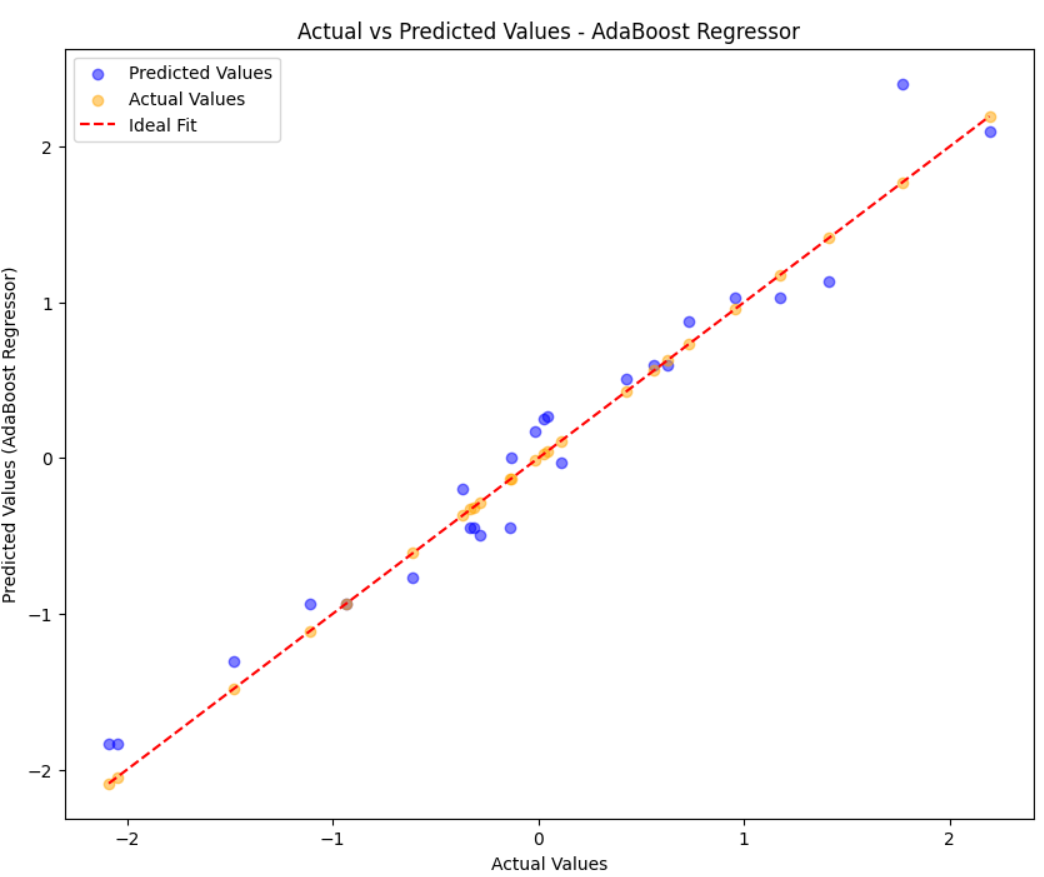 Actual vs Predicted Values - AdaBoost Regressor
Predicted Values
Actual Values
Ideal Fit
Predicted Values (AdaBoost Regressor)
2
1
0
−1
−2
−2
−1
0
1
2
Actual Values